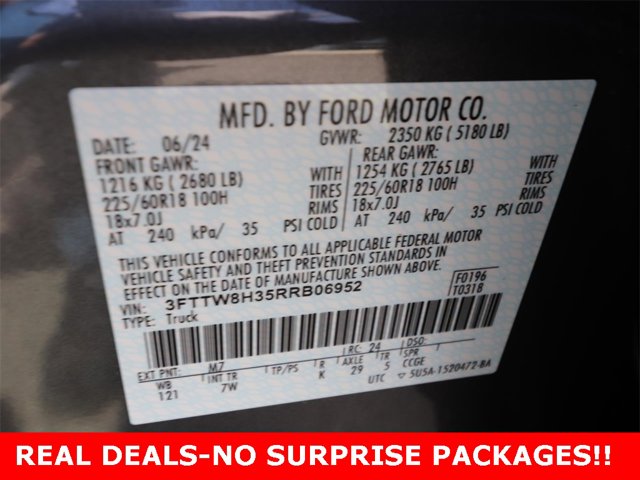 MFD. BY FORD MOTOR CO.
DATE: 06/24 GVWR: 2350 KG ( 5180 LB)
FRONT GAWR: REAR GAWR:
1216 KG ( 2680 LB) 1254 KG ( 2765 LB)
225/60R18 100H TIRES 225/60R18 100H TIRES
18x7.0J RIMS 18x7.0J RIMS
AT 240 kPa/ 35 PSI COLD AT 240 kPa/ 35 PSI COLD
THIS VEHICLE CONFORMS TO ALL APPLICABLE FEDERAL MOTOR
VEHICLE SAFETY AND THEFT PREVENTION STANDARDS IN
EFFECT ON THE DATE OF MANUFACTURE SHOWN ABOVE.
VIN: 3FTTW8H35RRB06952 F0196
TYPE: Truck T0318
EXT PNT: M7 RC: 24 DSO:
WB INT TR TP/PS R AXLE TR SPR
121 7W K 29 5 CCGE
UTC 5U5A-1520472-BA
REAL DEALS-NO SURPRISE PACKAGES!!